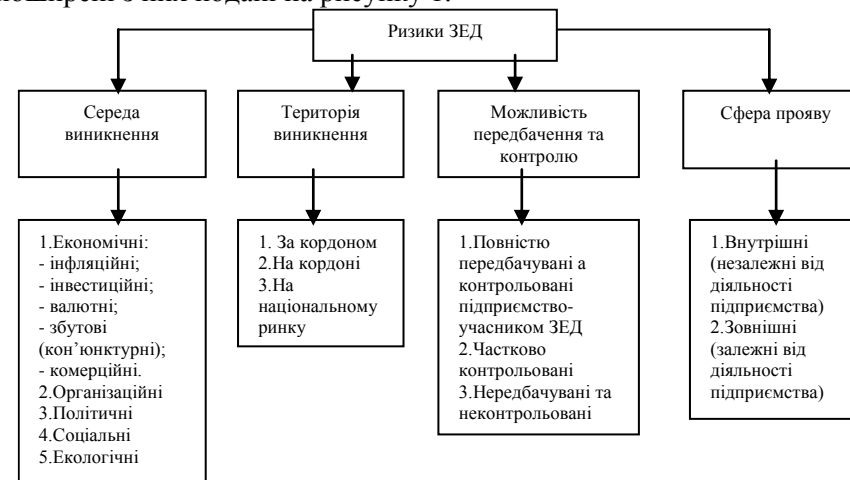 поширені з них подані на рисунку 1.
Ризики ЗЕД
Середа
виникнення
Територія
виникнення
Можливість
передбачення та
контролю
Сфера прояву
1.Економічні:
- інфляційні;
- інвестиційні;
- валютні;
- збутові
(кон’юнктурні);
- комерційні.
2.Організаційні
3.Політичні
4.Соціальні
5.Екологічні
1. За кордоном
2.На кордоні
3.На
національному
ринку
1.Повністю
передбачувані а
контрольовані
підприємство-
учасником ЗЕД
2.Частково
контрольовані
3.Нередбачувані та
неконтрольовані
1.Внутрішні
(незалежні від
діяльності
підприємства)
2.Зовнішні
(залежні від
діяльності
підприємства)